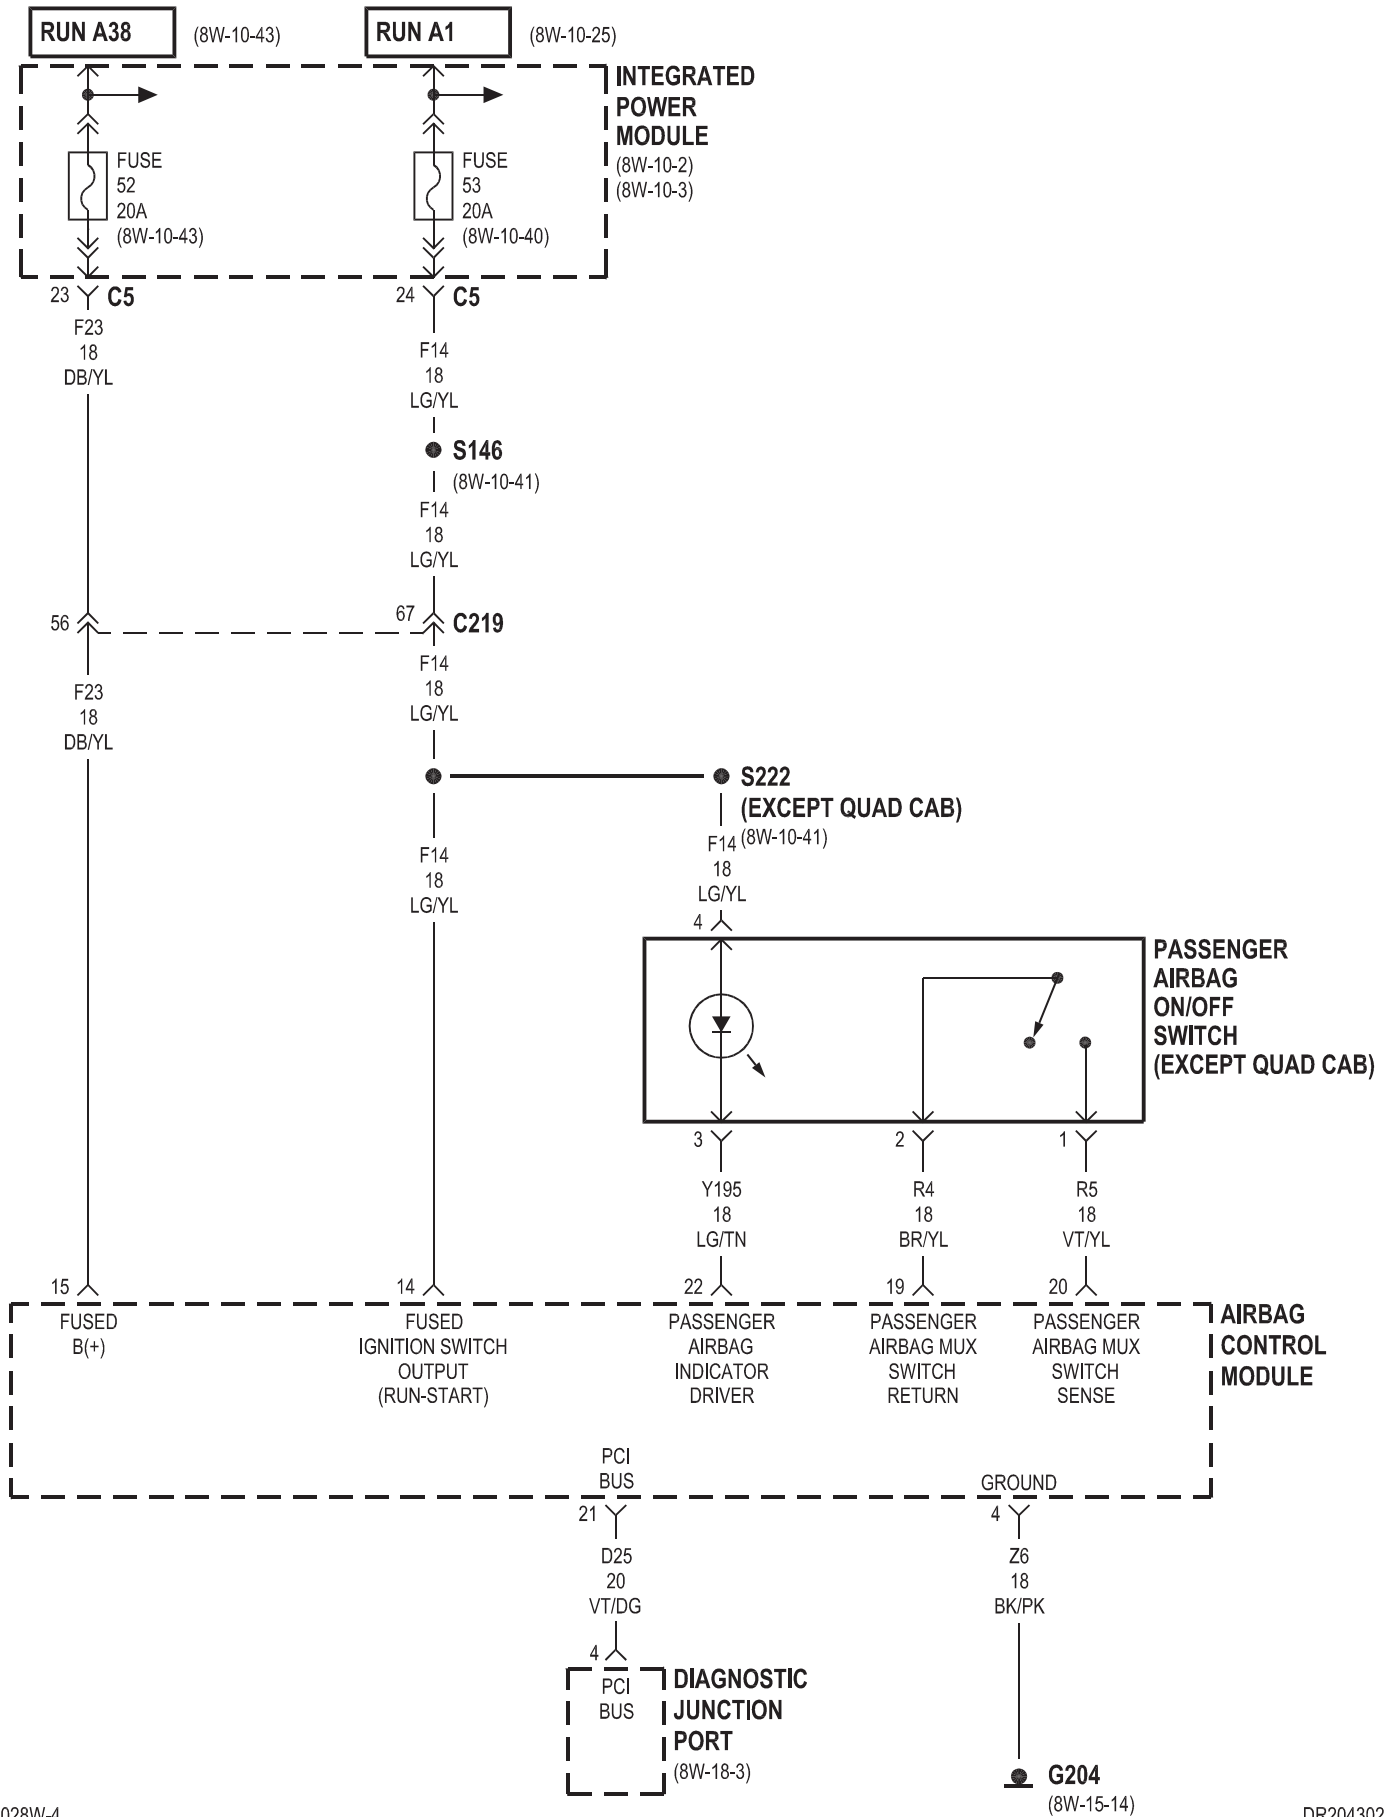 RUN A38 (8W-10-43) RUN A1 (8W-10-25)
INTEGRATED
POWER
MODULE
(8W-10-2)
(8W-10-3)
FUSE
52
20A
(8W-10-43)
FUSE
53
20A
(8W-10-40)
23 C5
24 C5
F23
18
DB/YL
F14
18
LG/YL
S146
(8W-10-41)
F14
18
LG/YL
56
67 C219
F23
18
DB/YL
F14
18
LG/YL
S222
(EXCEPT QUAD CAB)
(8W-10-41)
F14
18
LG/YL
F14
18
LG/YL
4
PASSENGER
AIRBAG
ON/OFF
SWITCH
(EXCEPT QUAD CAB)
3 2 1
Y195
18
LG/TN
R4
18
BR/YL
R5
18
VT/YL
15 14 22 19 20
FUSED
B(+)
FUSED
IGNITION SWITCH
OUTPUT
(RUN-START)
PASSENGER
AIRBAG
INDICATOR
DRIVER
PASSENGER
AIRBAG MUX
SWITCH
RETURN
PASSENGER
AIRBAG MUX
SWITCH
SENSE
AIRBAG
CONTROL
MODULE
PCI
BUS
GROUND
21
4
D25
20
VT/DG
Z6
18
BK/PK
4
PCI
BUS
DIAGNOSTIC
JUNCTION
PORT
(8W-18-3)
G204
(8W-15-14)
028W-4 DR204302